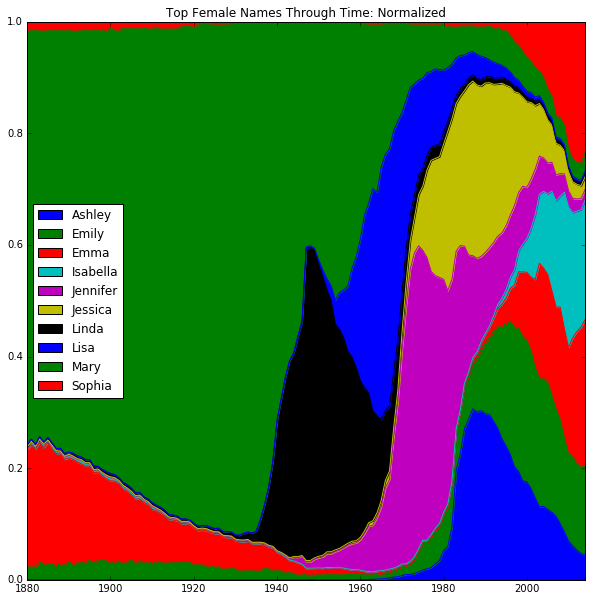 Top Female Names Through Time: Normalized
1.0
0.8
0.6
0.4
0.2
0.0
Ashley
Emily
Emma
Isabella
Jennifer
Jessica
Linda
Lisa
Mary
Sophia
1880
1900
1920
1940
1960
1980
2000